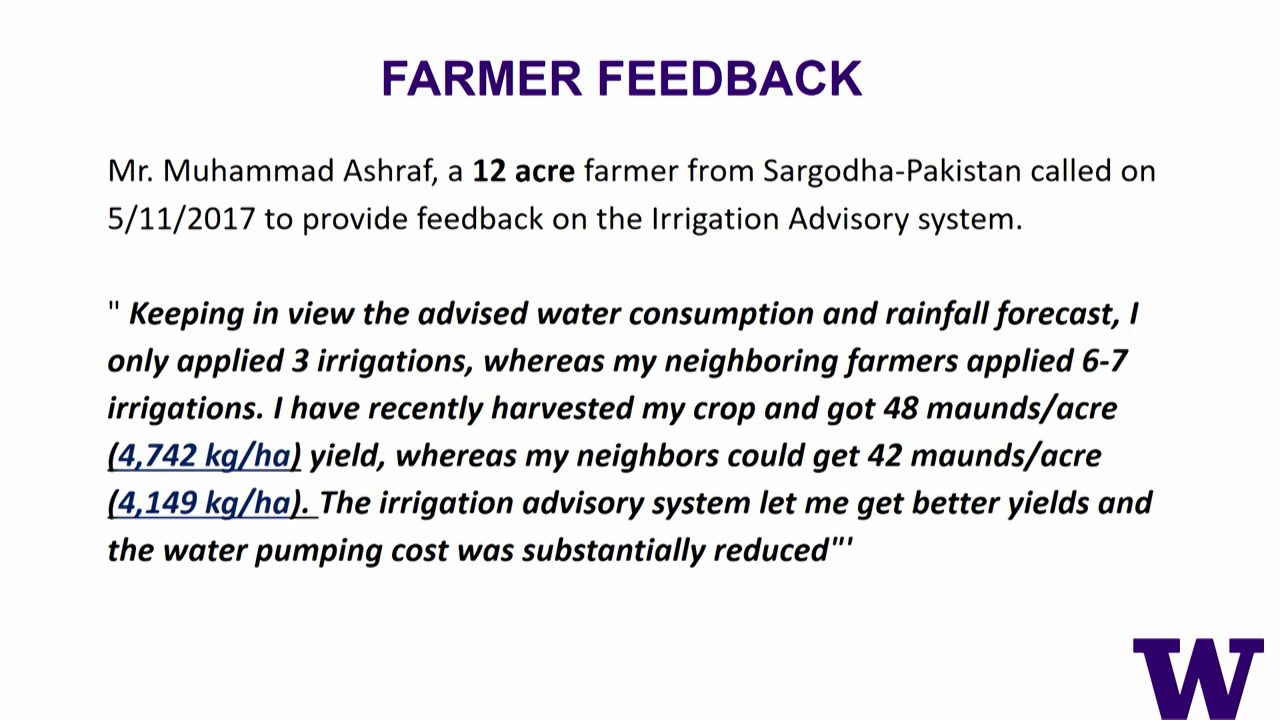 FARMER FEEDBACK
Mr. Muhammad Ashraf, a 12 acre farmer from Sargodha-Pakistan called on
5/11/2017 to provide feedback on the Irrigation Advisory system.
" Keeping in view the advised water consumption and rainfall forecast, I
only applied 3 irrigations, whereas my neighboring farmers applied 6-7
irrigations. I have recently harvested my crop and got 48 maunds/acre
(4,742 kg/ha) yield, whereas my neighbors could get 42 maunds/acre
(4,149 kg/ha). The irrigation advisory system let me get better yields and
the water pumping cost was substantially reduced"'
W